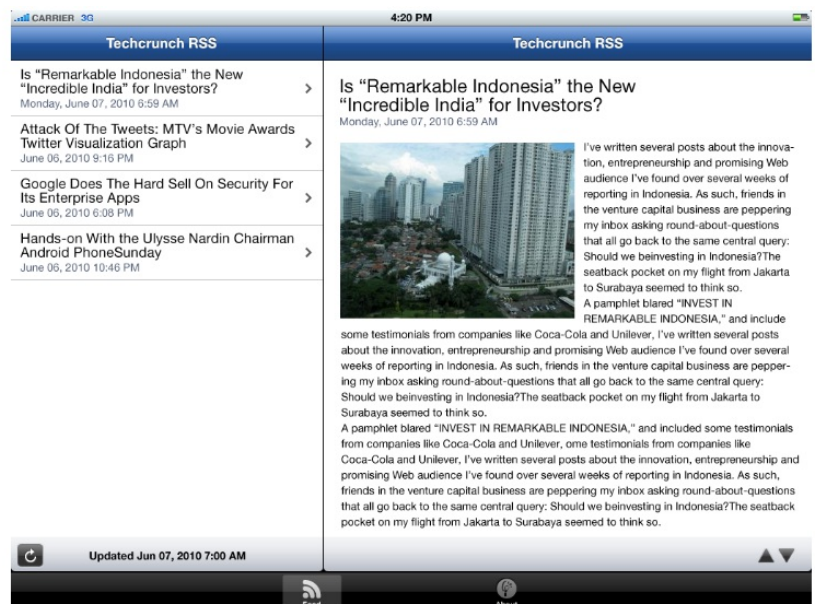 CARRIER 3G
4:20 PM
Techcrunch RSS
Techcrunch RSS
Is “Remarkable Indonesia” the New
“Incredible India” for Investors?
Monday, June 07, 2010 6:59 AM
Attack Of The Tweets: MTV’s Movie Awards
Twitter Visualization Graph
June 06, 2010 9:16 PM
Google Does The Hard Sell On Security For
Its Enterprise Apps
June 06, 2010 6:08 PM
Hands-on With the Ulysse Nardin Chairman
Android PhoneSunday
June 06, 2010 10:46 PM
Updated Jun 07, 2010 7:00 AM
Is “Remarkable Indonesia” the New
“Incredible India” for Investors?
Monday, June 07, 2010 6:59 AM
I’ve written several posts about the innova-
tion, entrepreneurship and promising Web
audience I’ve found over several weeks of
reporting in Indonesia. As such, friends in
the venture capital business are peppering
my inbox asking round-about-questions
that all go back to the same central query:
Should we beinvesting in Indonesia?The
seatback pocket on my flight from Jakarta
to Surabaya seemed to think so.
A pamphlet blared “INVEST IN
REMARKABLE INDONESIA,” and include
some testimonials from companies like Coca-Cola and Unilever, I’ve written several posts
about the innovation, entrepreneurship and promising Web audience I’ve found over several
weeks of reporting in Indonesia. As such, friends in the venture capital business are pepper-
ing my inbox asking round-about-questions that all go back to the same central query:
Should we beinvesting in Indonesia?The seatback pocket on my flight from Jakarta to
Surabaya seemed to think so.
A pamphlet blared “INVEST IN REMARKABLE INDONESIA,” and included some testimonials
from companies like Coca-Cola and Unilever, ome testimonials from companies like
Coca-Cola and Unilever, I’ve written several posts about the innovation, entrepreneurship and
promising Web audience I’ve found over several weeks of reporting in Indonesia. As such,
friends in the venture capital business are peppering my inbox asking round-about-questions
that all go back to the same central query: Should we beinvesting in Indonesia?The seatback
pocket on my flight from Jakarta to Surabaya seemed to think so.